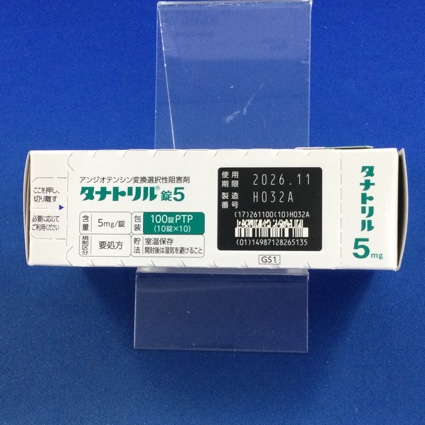 ここを押し、
切り離す
必要に応じて
ご利用ください
アンジオテンシン変換選択性阻害剤
タナトリル®錠5
含量 5mg/錠
包装 100錠PTP
(10錠×10)
規制区分 要処方
貯法 室温保存
開封後は湿気を避けること
使用期限 2026.11
製造番号 H032A
(17)261100(10)H032A
(01)14987128265135
GS1
タナトリル
5mg